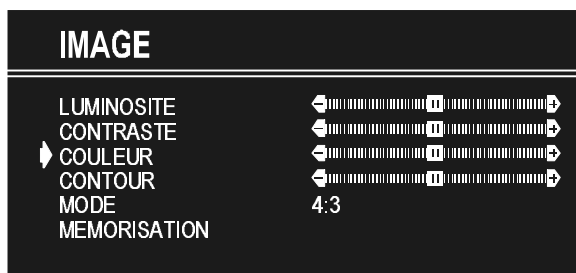 IMAGE
LUMINOSITE
CONTRASTE
COULEUR
CONTOUR
MODE 4:3
MEMORISATION